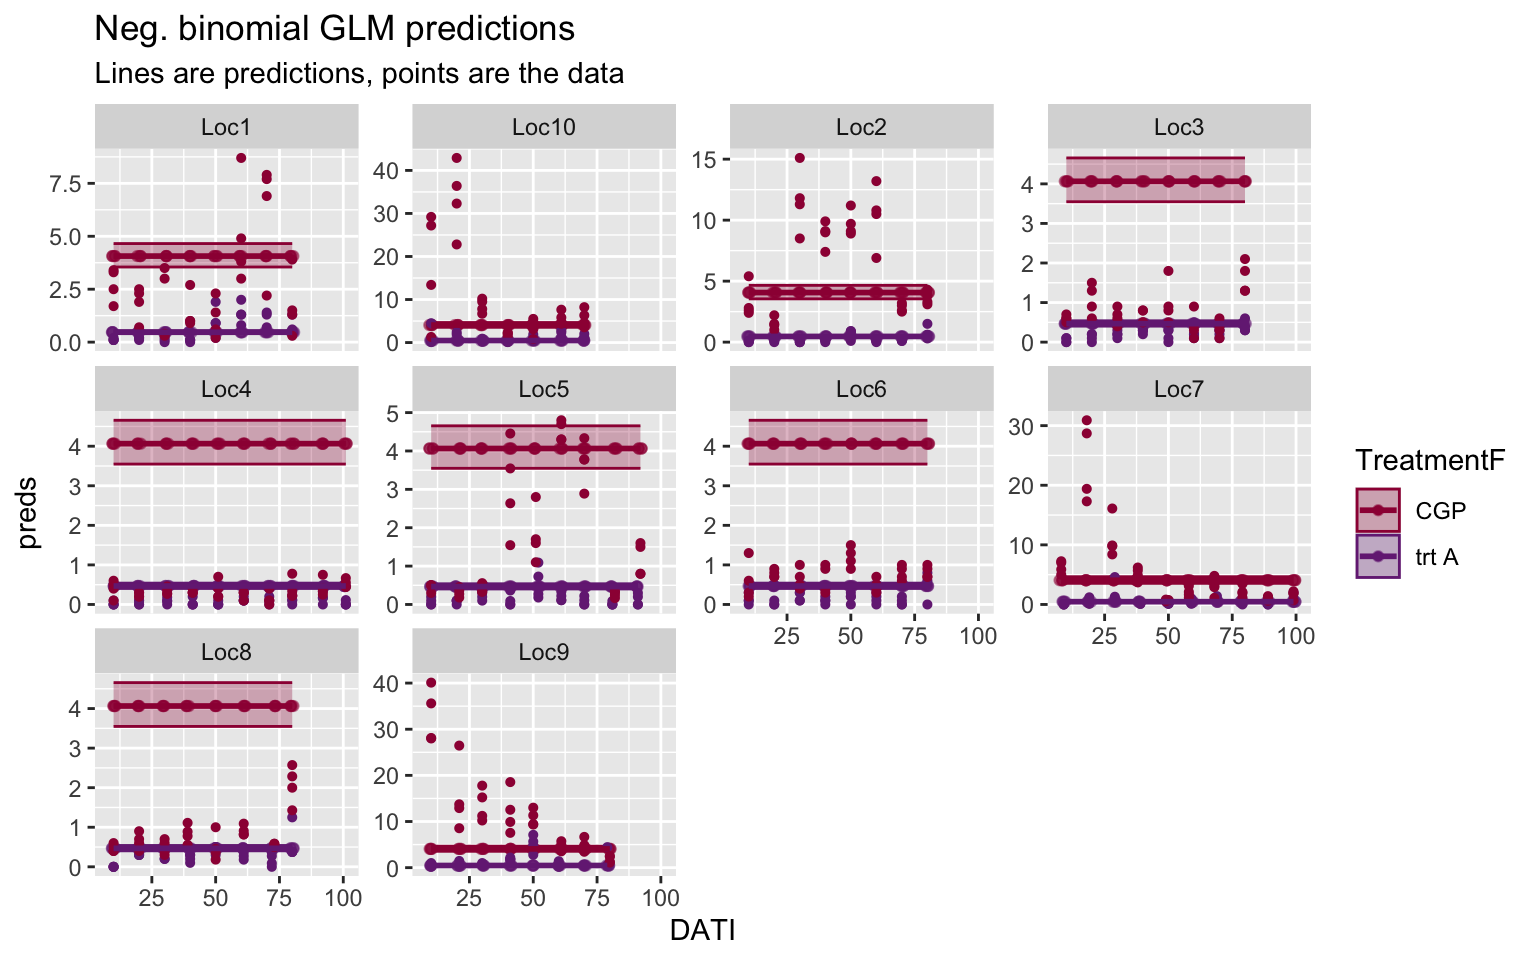 Neg. binomial GLM predictions
Lines are predictions, points are the data
Loc1 Loc10 Loc2 Loc3
7.5 5.0 2.5 0.0
40 30 20 10 0
15 10 5 0
4 3 2 1 0
Loc4 Loc5 Loc6 Loc7
4 3 2 1 0
5 4 3 2 1 0
4 3 2 1 0
30 20 10 0
25 50 75 100
25 50 75 100
Loc8 Loc9
4 3 2 1 0
40 30 20 10 0
25 50 75 100
25 50 75 100
preds
DATI
TreatmentF
CGP
trt A